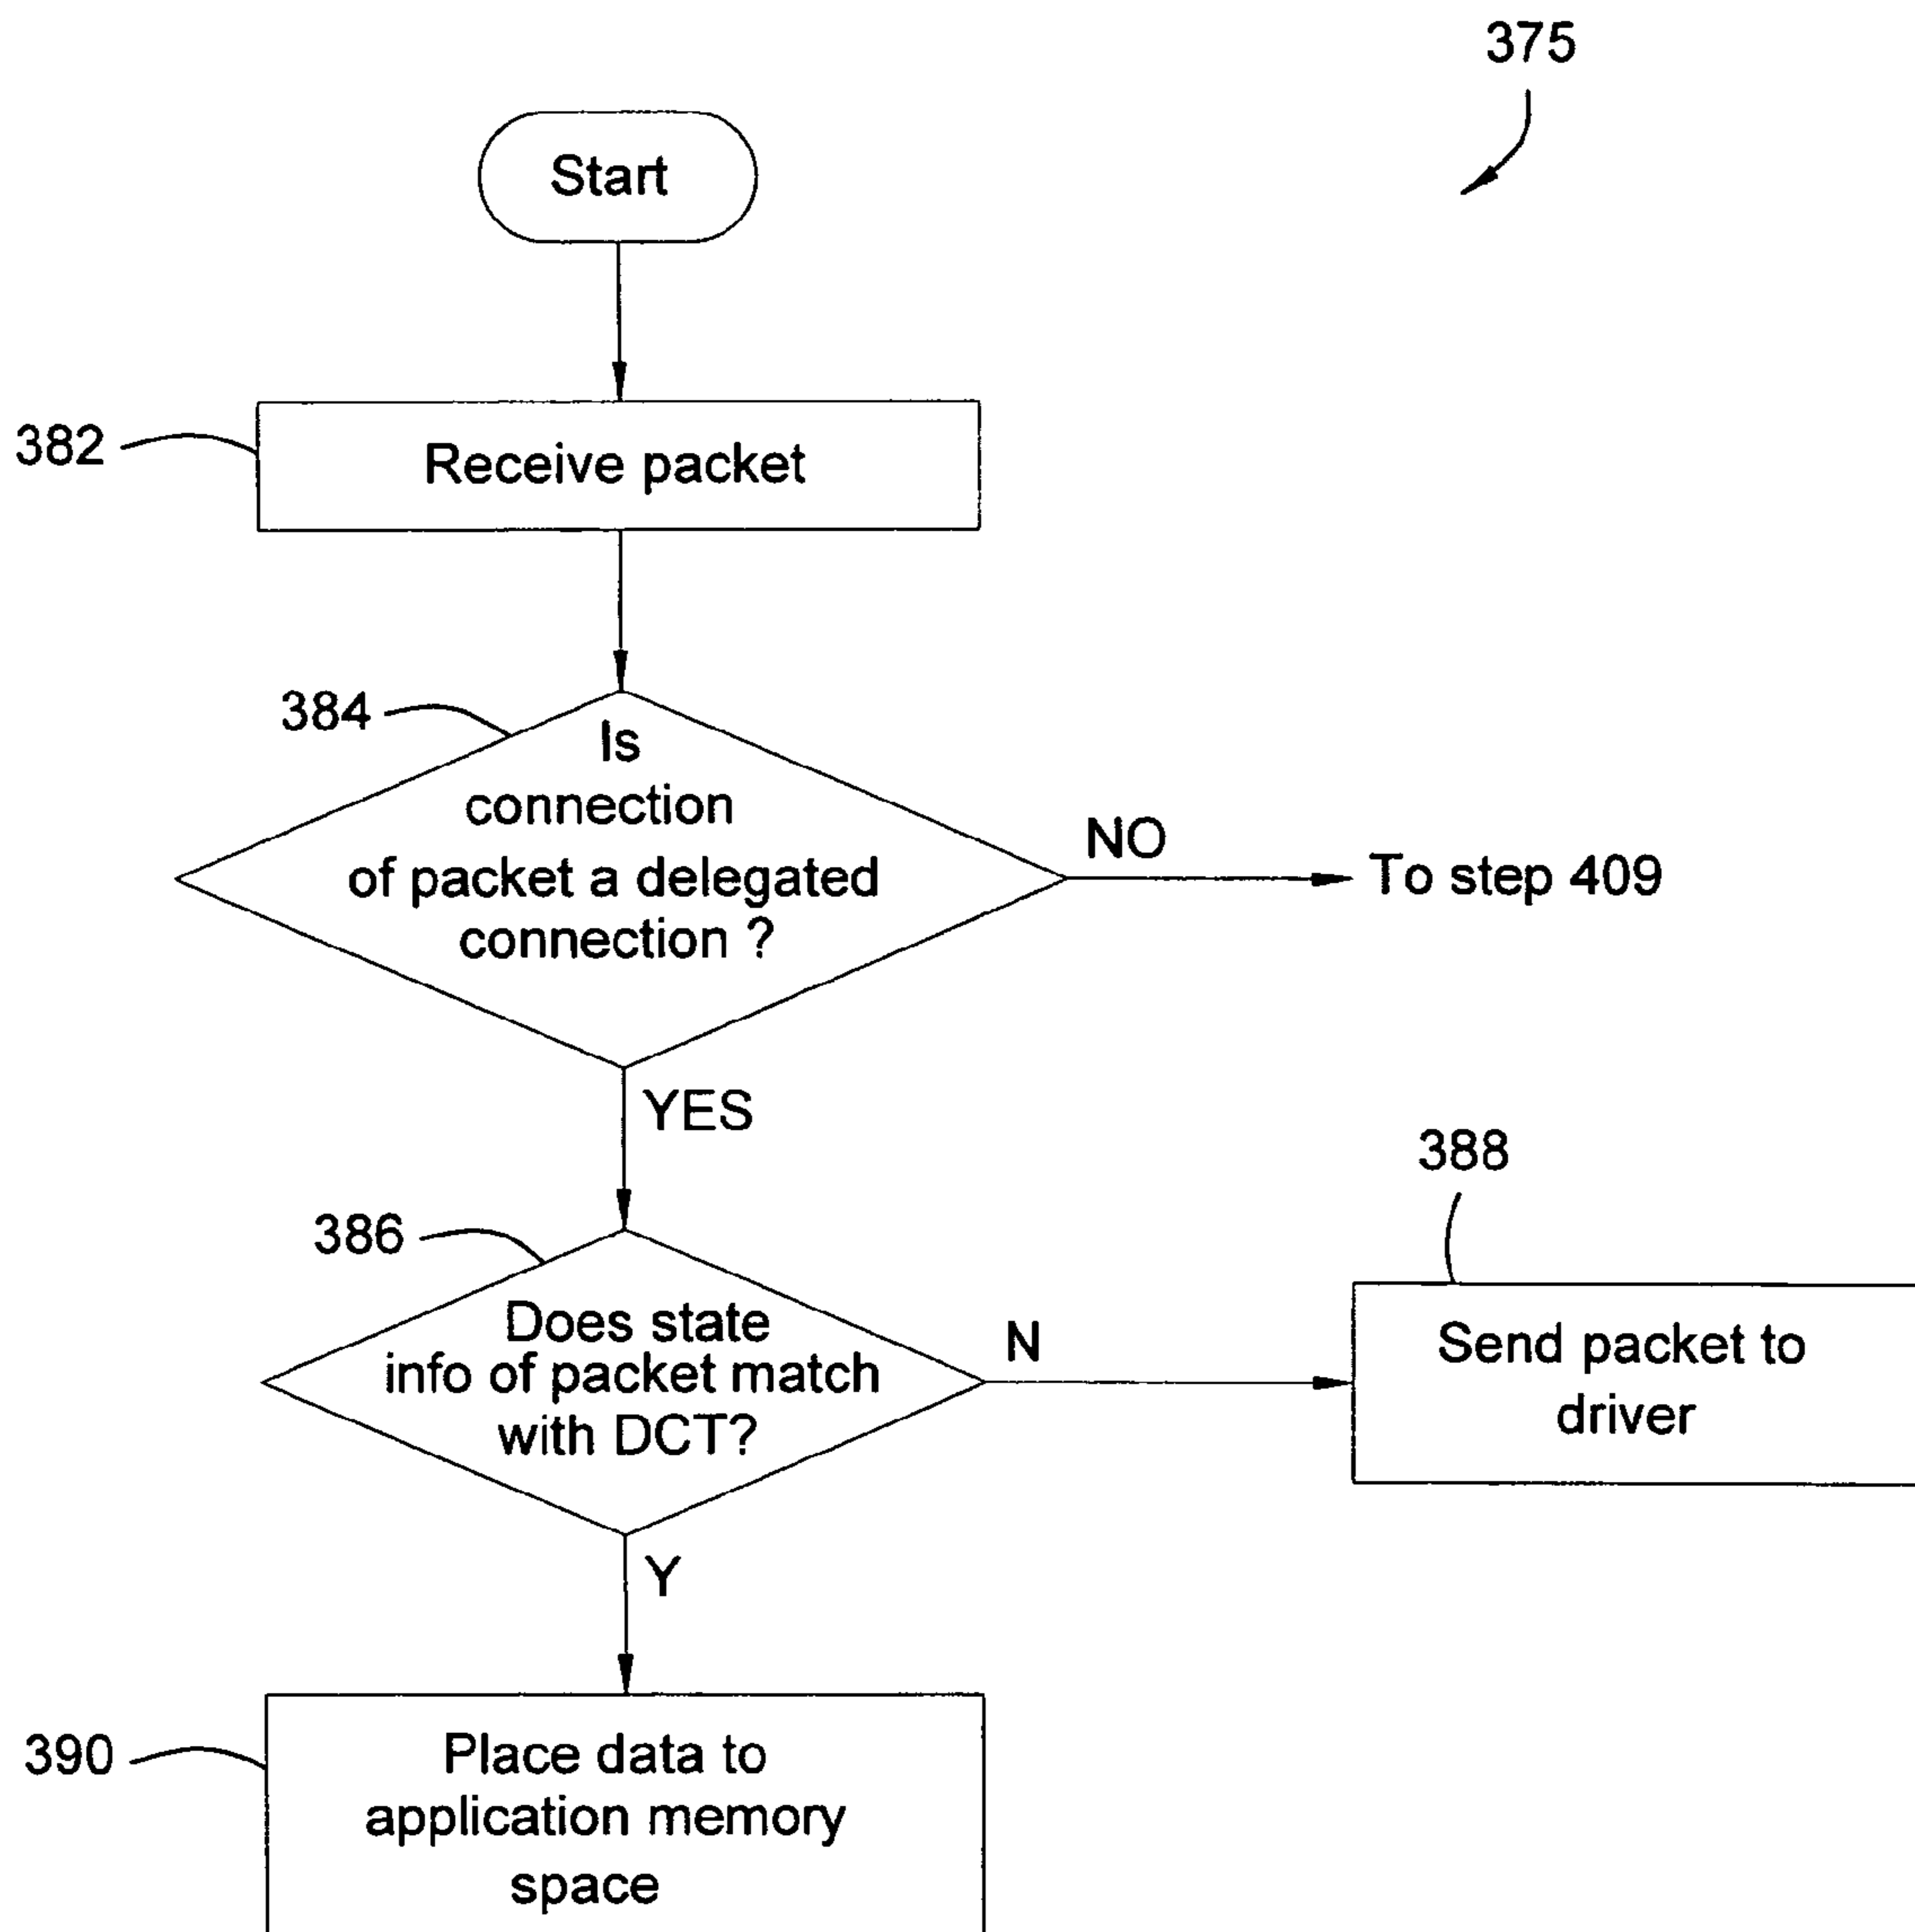 375
Start
382
Receive packet
384
Is
connection
of packet a delegated
connection ?
NO
To step 409
YES
388
386
Does state
info of packet match
with DCT?
N
Send packet to
driver
Y
390
Place data to
application memory
space